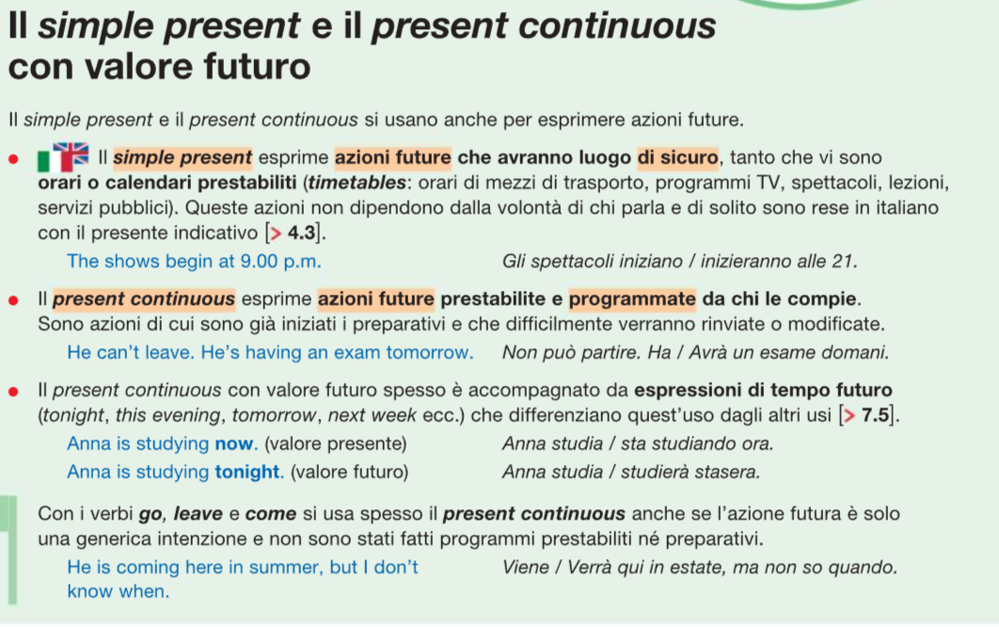 Il simple present e il present continuous
con valore futuro
Il simple present e il present continuous si usano anche per esprimere azioni future.
• Il simple present esprime azioni future che avranno luogo di sicuro, tanto che vi sono
orari o calendari prestabiliti (timetables: orari di mezzi di trasporto, programmi TV, spettacoli, lezioni,
servizi pubblici). Queste azioni non dipendono dalla volontà di chi parla e di solito sono rese in italiano
con il presente indicativo [> 4.3].
The shows begin at 9.00 p.m. Gli spettacoli iniziano / inizieranno alle 21.
• Il present continuous esprime azioni future prestabilite e programmate da chi le compie.
Sono azioni di cui sono già iniziati i preparativi e che difficilmente verranno rinviate o modificate.
He can't leave. He's having an exam tomorrow. Non può partire. Ha / Avrà un esame domani.
• Il present continuous con valore futuro spesso è accompagnato da espressioni di tempo futuro
(tonight, this evening, tomorrow, next week ecc.) che differenziano quest'uso dagli altri usi [> 7.5].
Anna is studying now. (valore presente) Anna studia / sta studiando ora.
Anna is studying tonight. (valore futuro) Anna studia / studierà stasera.
Con i verbi go, leave e come si usa spesso il present continuous anche se l'azione futura è solo
una generica intenzione e non sono stati fatti programmi prestabiliti né preparativi.
He is coming here in summer, but I don't Viene / Verrà qui in estate, ma non so quando.
know when.